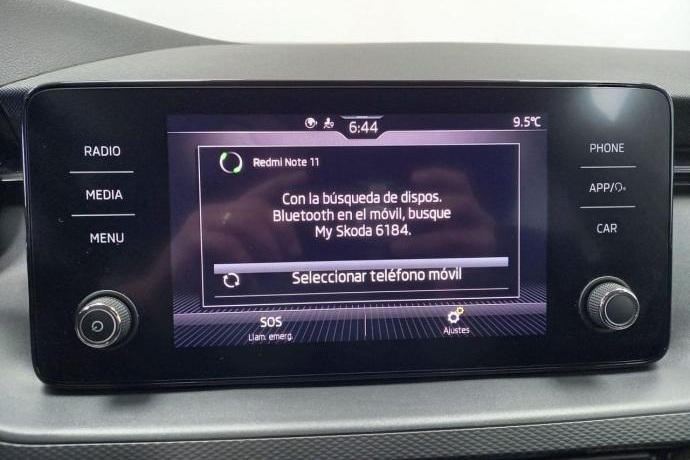 6:44
9.5°C
RADIO
MEDIA
MENU
Redmi Note 11
Con la búsqueda de dispos.
Bluetooth en el móvil, busque
My Skoda 6184.
Seleccionar teléfono móvil
SOS
Llam. emerg.
Ajustes
PHONE
APP/
CAR